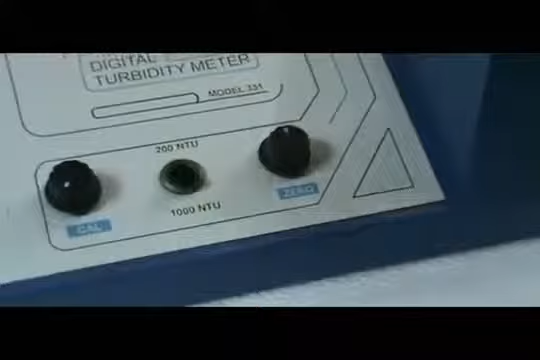 DIGITAL
TURBIDITY METER
MODEL 331
200 NTU
1000 NTU
CAL
ZERO